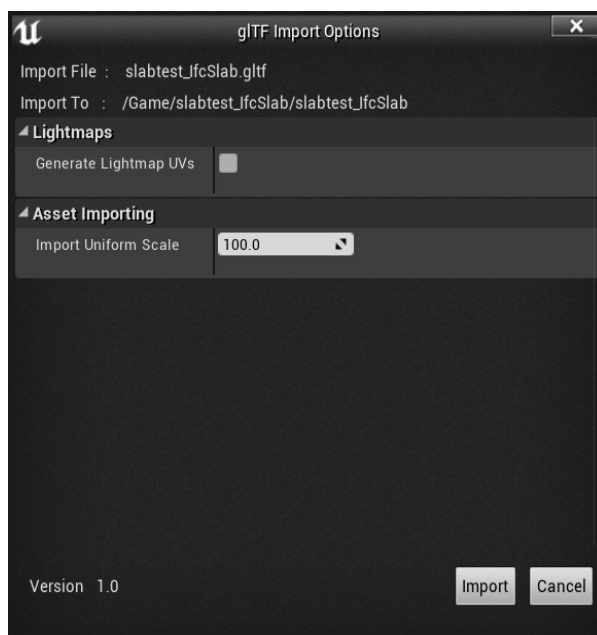 glTF Import Options
Import File : slabtest_IfcSlab.gltf
Import To : /Game/slabtest_IfcSlab/slabtest_IfcSlab
Lightmaps
Generate Lightmap UVs
Asset Importing
Import Uniform Scale 100.0
Version 1.0 Import Cancel